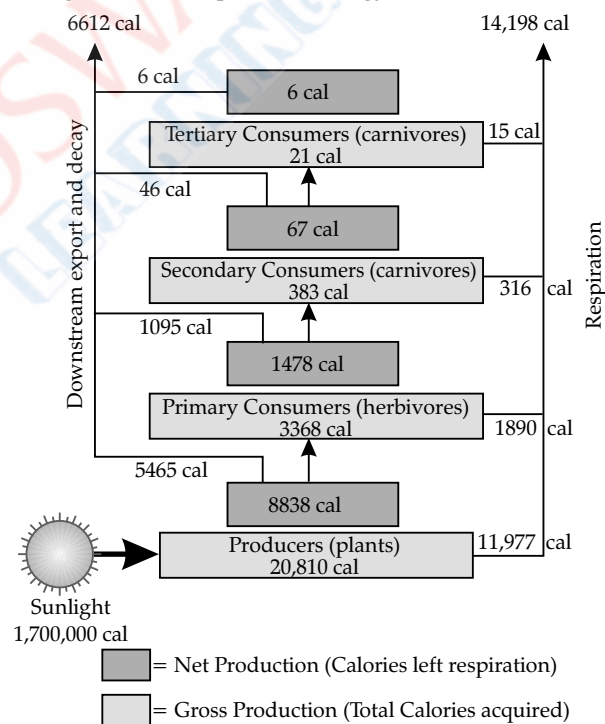 6612 cal
14,198 cal
6 cal
6 cal
Tertiary Consumers (carnivores)
21 cal
15 cal
46 cal
67 cal
Secondary Consumers (carnivores)
383 cal
316 cal
1095 cal
1478 cal
Primary Consumers (herbivores)
3368 cal
1890 cal
5465 cal
8838 cal
Producers (plants)
20,810 cal
11,977 cal
Downstream export and decay
Respiration
Sunlight
1,700,000 cal
= Net Production (Calories left respiration)
= Gross Production (Total Calories acquired)